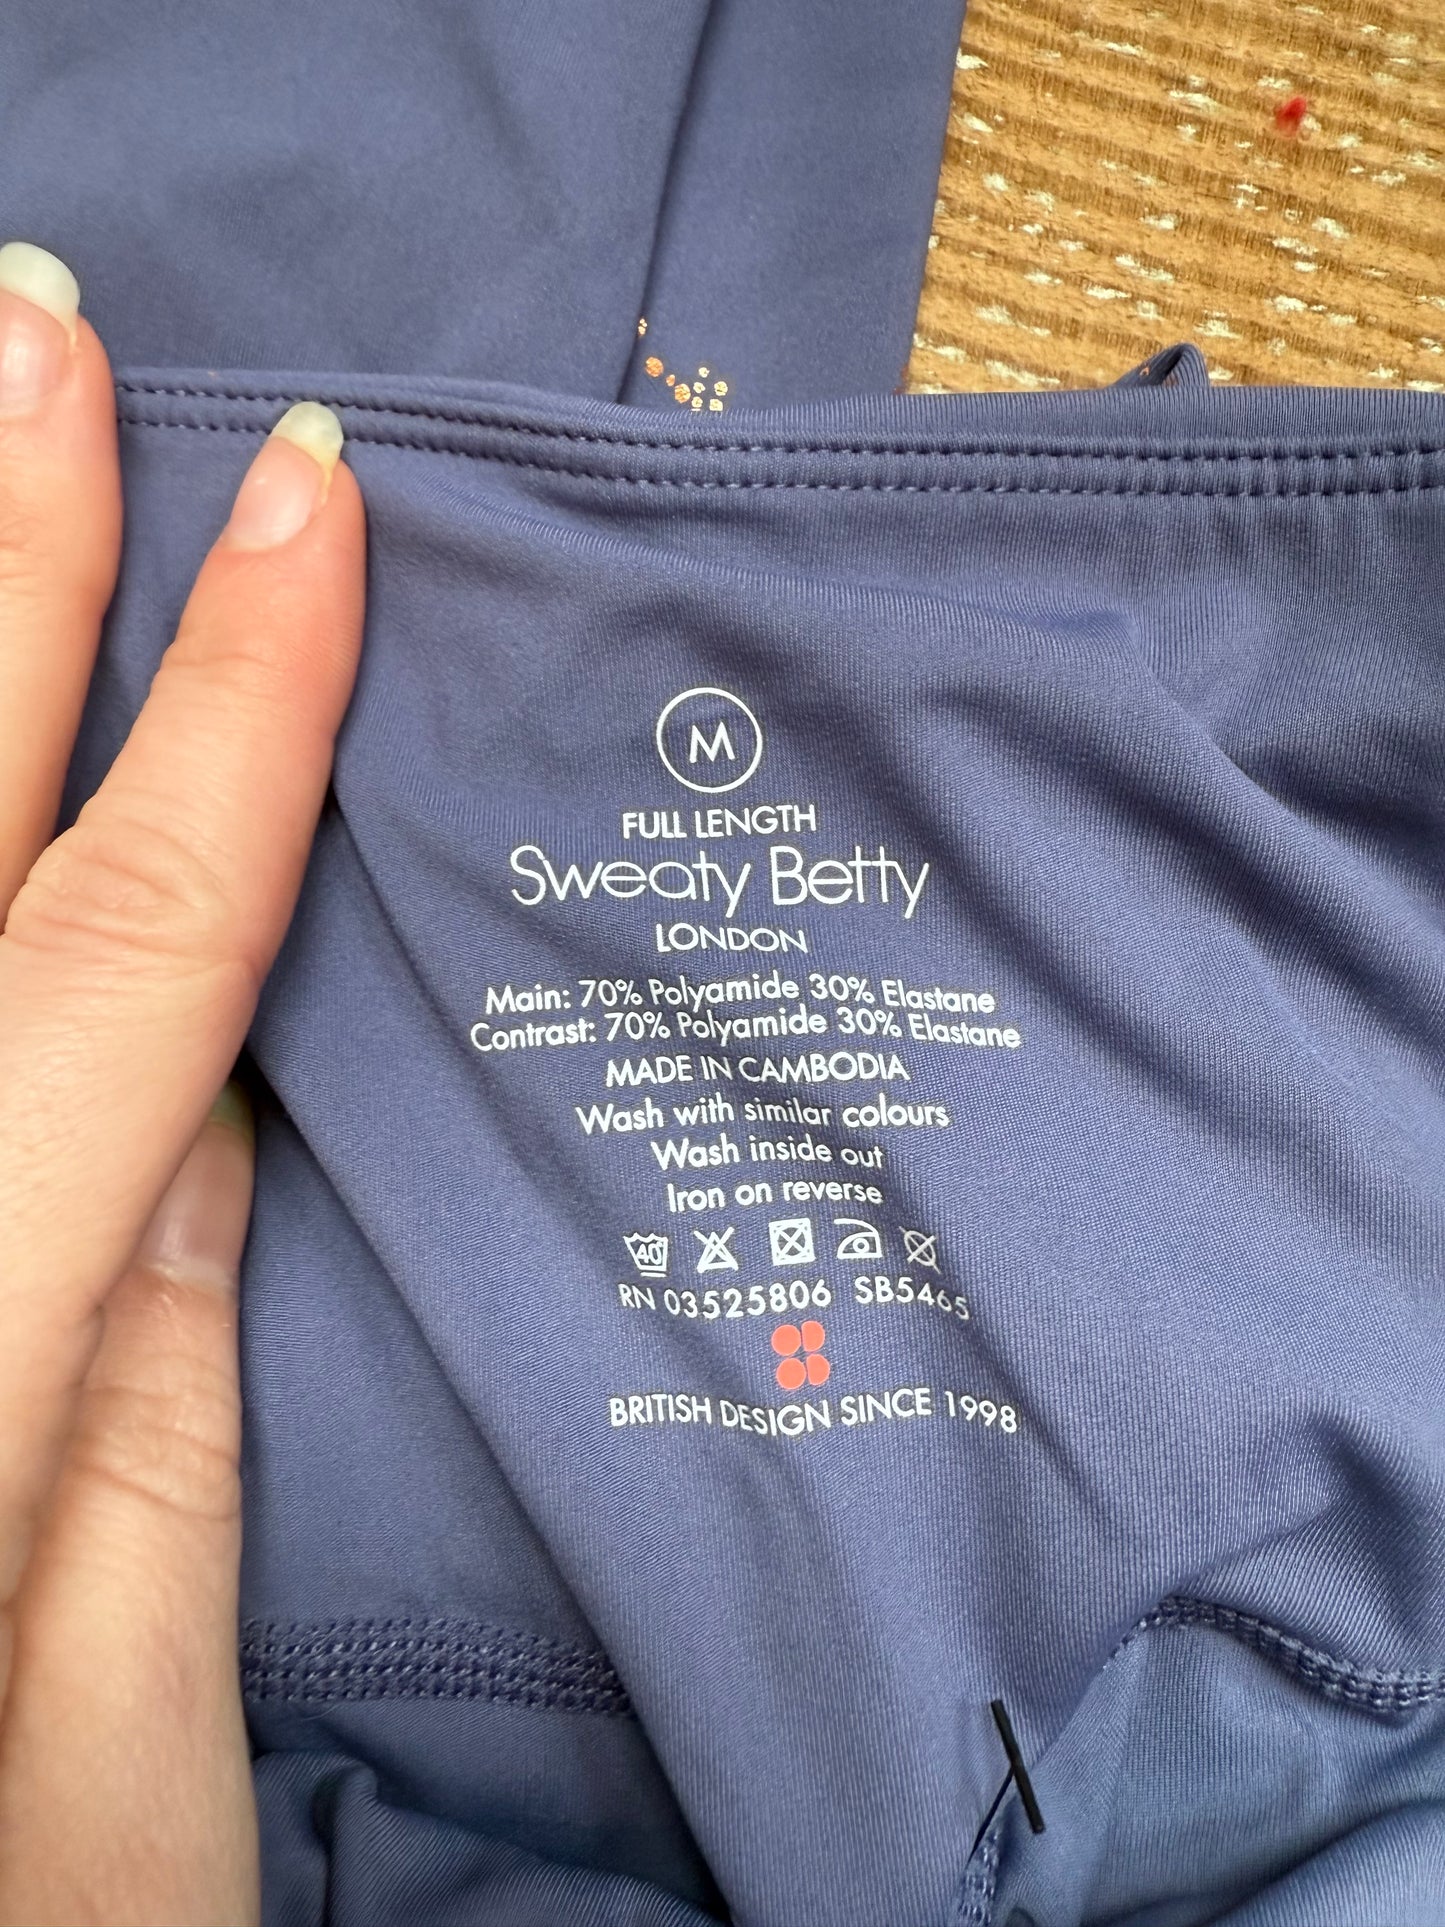 M
FULL LENGTH
Sweaty Betty
LONDON
Main: 70% Polyamide 30% Elastane
Contrast: 70% Polyamide 30% Elastane
MADE IN CAMBODIA
Wash with similar colours
Wash inside out
Iron on reverse
40
RN 03525806 SB5465
BRITISH DESIGN SINCE 1998